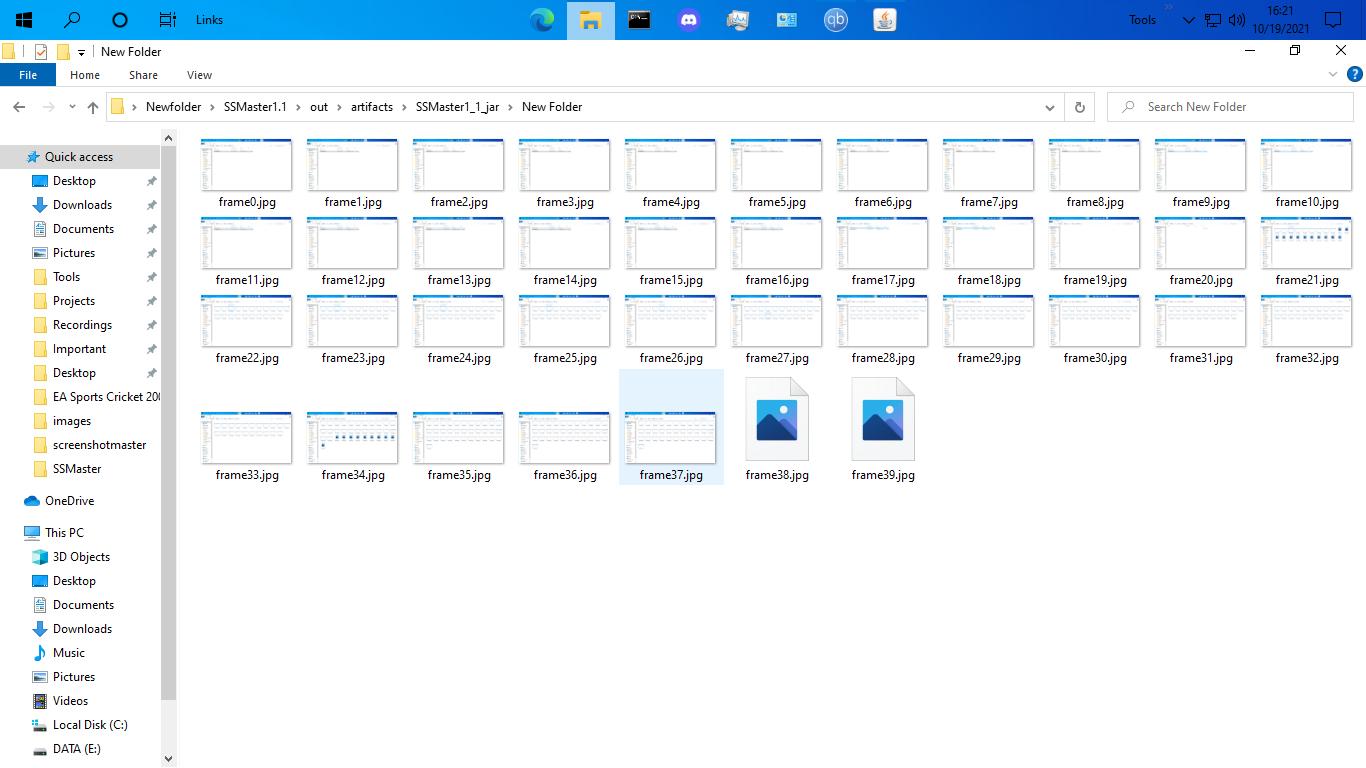 Links
Tools
16:21
10/19/2021
New Folder
File Home Share View
Newfolder SSMaster1.1 out artifacts SSMaster1_1_jar New Folder
Search New Folder
Quick access
Desktop
Downloads
Documents
Pictures
Tools
Projects
Recordings
Important
Desktop
EA Sports Cricket 200
images
screenshotmaster
SSMaster
OneDrive
This PC
3D Objects
Desktop
Documents
Downloads
Music
Pictures
Videos
Local Disk (C:)
DATA (E:)
frame0.jpg frame1.jpg frame2.jpg frame3.jpg frame4.jpg frame5.jpg frame6.jpg frame7.jpg frame8.jpg frame9.jpg frame10.jpg
frame11.jpg frame12.jpg frame13.jpg frame14.jpg frame15.jpg frame16.jpg frame17.jpg frame18.jpg frame19.jpg frame20.jpg frame21.jpg
frame22.jpg frame23.jpg frame24.jpg frame25.jpg frame26.jpg frame27.jpg frame28.jpg frame29.jpg frame30.jpg frame31.jpg frame32.jpg
frame33.jpg frame34.jpg frame35.jpg frame36.jpg frame37.jpg frame38.jpg frame39.jpg